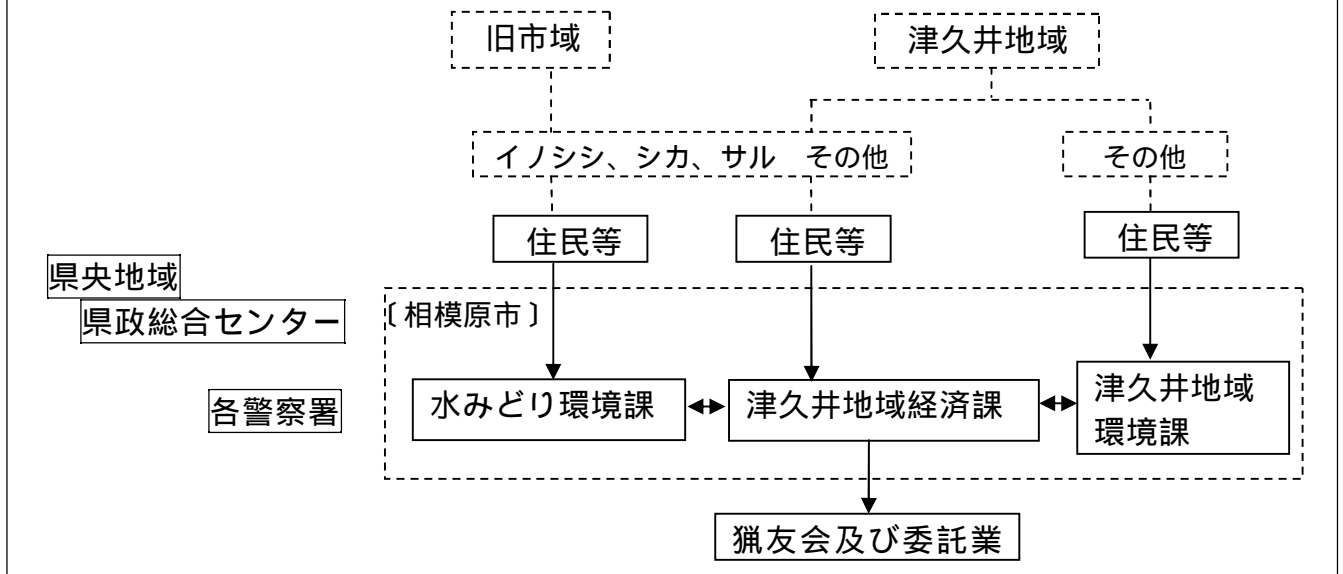 旧市域
津久井地域
イノシシ、シカ、サル その他
その他
住民等
住民等
住民等
県央地域
県政総合センター
〔相模原市〕
各警察署
水みどり環境課
津久井地域経済課
津久井地域
環境課
猟友会及び委託業